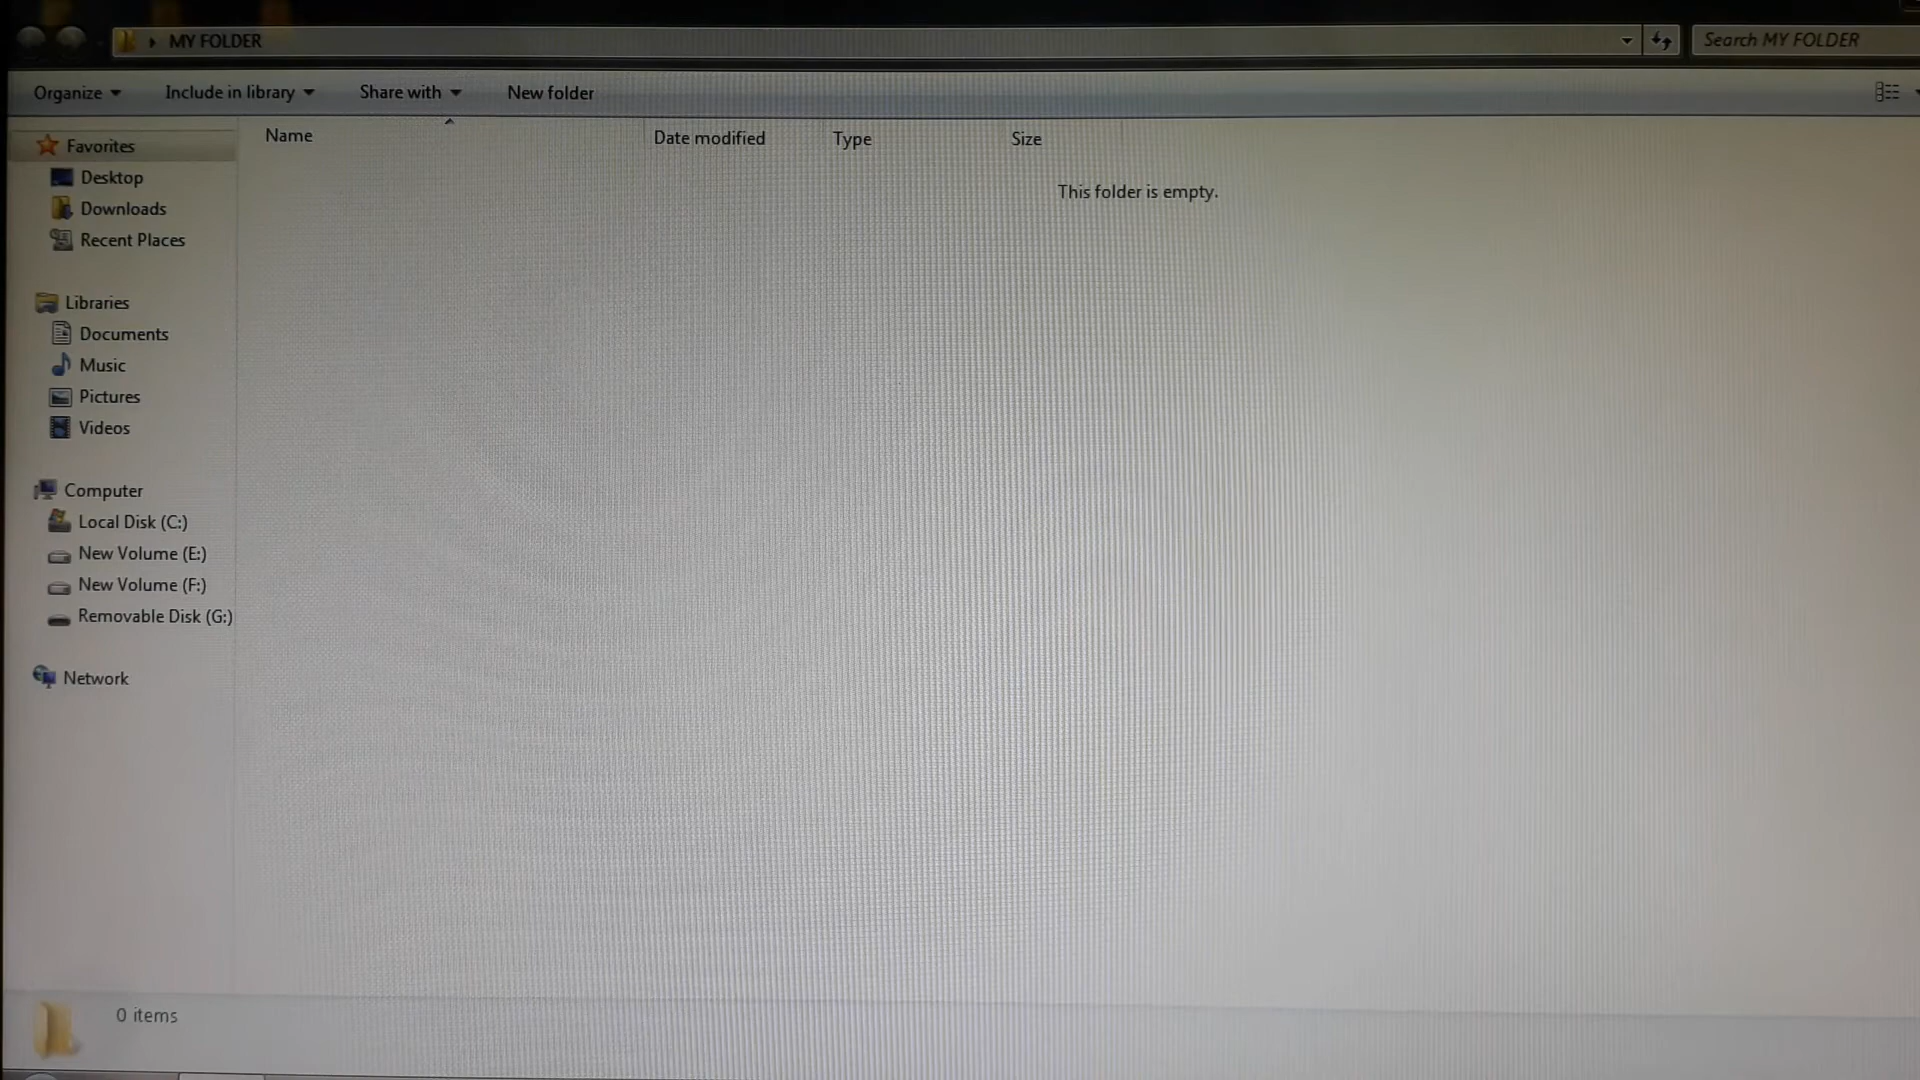 MY FOLDER
Search MY FOLDER
Organize
Include in library
Share with
New folder
Name
Date modified
Type
Size
This folder is empty.
Favorites
Desktop
Downloads
Recent Places
Libraries
Documents
Music
Pictures
Videos
Computer
Local Disk (C:)
New Volume (E:)
New Volume (F:)
Removable Disk (G:)
Network
0 items